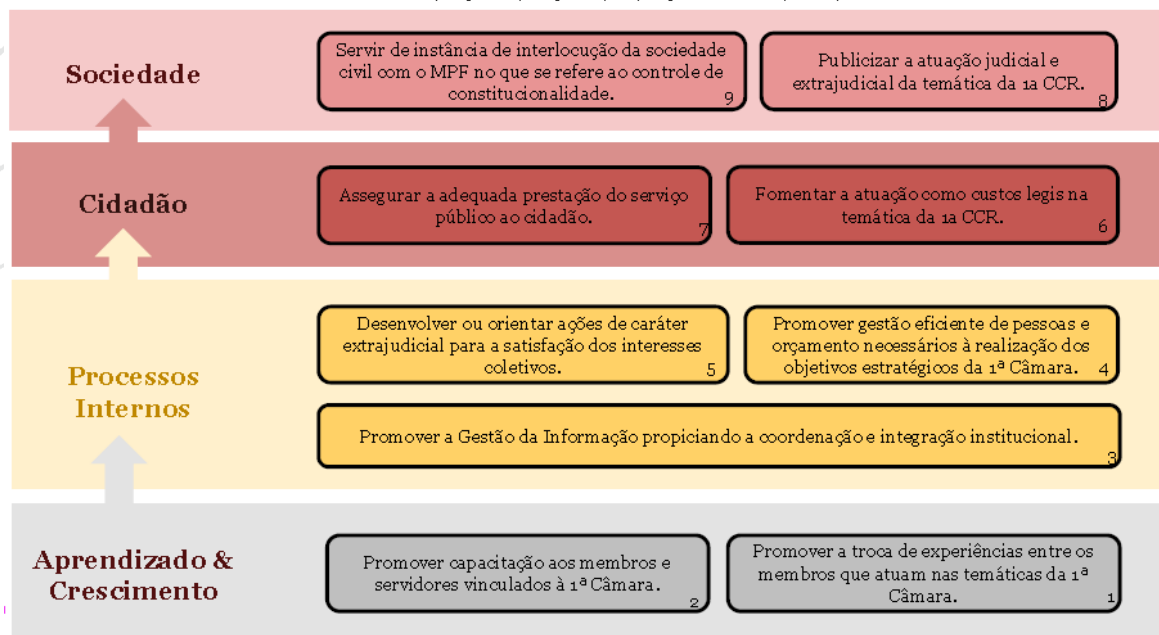 Sociedade
Servir de instância de interlocução da sociedade
civil com o MPF no que se refere ao controle de
constitucionalidade.
9
Publicizar a atuação judicial e
extrajudicial da temática da 1a CCR.
8
Cidadão
Assegurar a adequada prestação do serviço
público ao cidadão.
7
Fomentar a atuação como custos legis na
temática da 1a CCR.
6
Processos
Internos
Desenvolver ou orientar ações de caráter
extrajudicial para a satisfação dos interesses
coletivos.
5
Promover gestão eficiente de pessoas e
orçamento necessários à realização dos
objetivos estratégicos da 1ª Câmara.
4
Promover a Gestão da Informação propiciando a coordenação e integração institucional.
3
Aprendizado &
Crescimento
Promover capacitação aos membros e
servidores vinculados à 1ª Câmara.
2
Promover a troca de experiências entre os
membros que atuam nas temáticas da 1ª
Câmara.
1